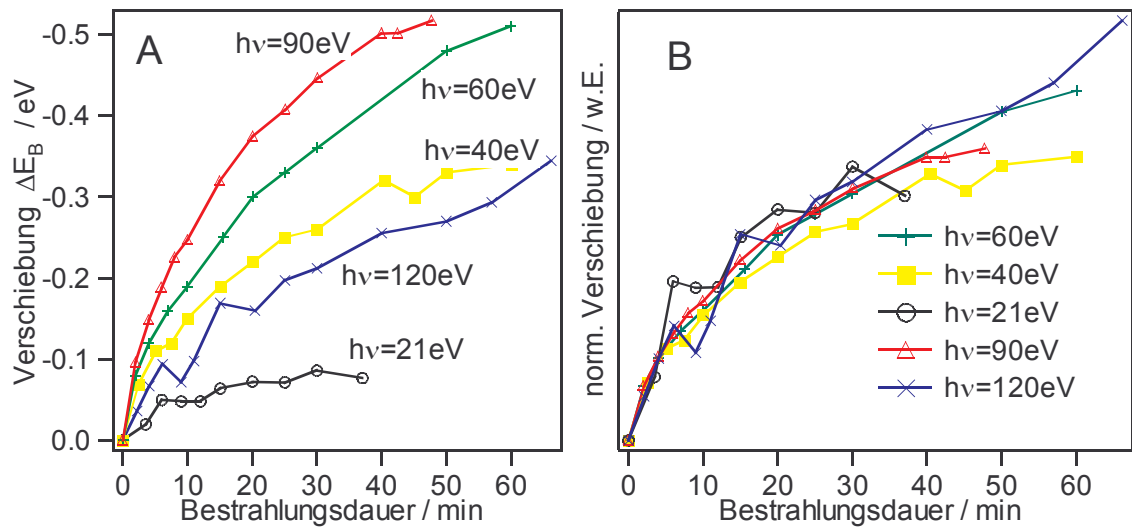 A
hν=90eV
hν=60eV
hν=40eV
hν=120eV
hν=21eV
Verschiebung ΔE_B / eV
-0.5
-0.4
-0.3
-0.2
-0.1
0.0
0 10 20 30 40 50 60
Bestrahlungsdauer / min
B
norm. Verschiebung / w.E.
hν=60eV
hν=40eV
hν=21eV
hν=90eV
hν=120eV
0 10 20 30 40 50 60
Bestrahlungsdauer / min